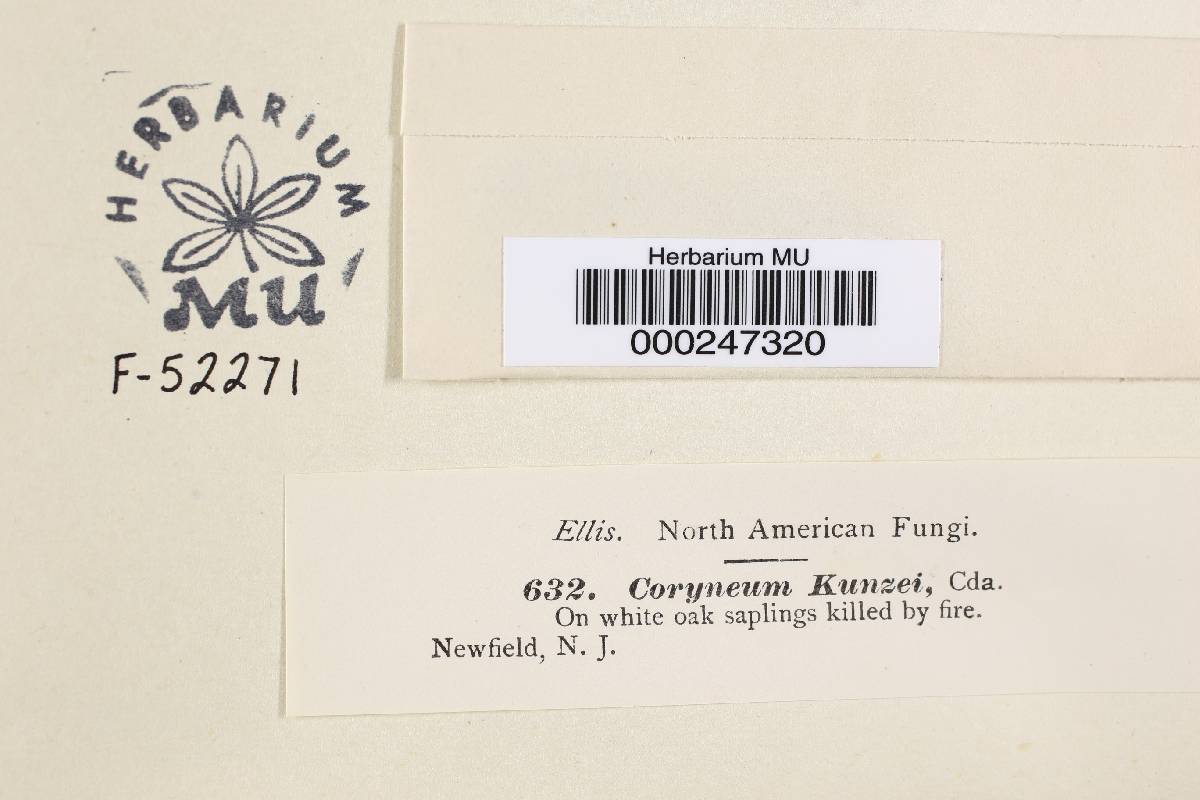 HERBARIUM
MU
F-52271
Herbarium MU
000247320
Ellis. North American Fungi.
632. Coryneum Kunzei, Cda.
On white oak saplings killed by fire.
Newfield, N. J.